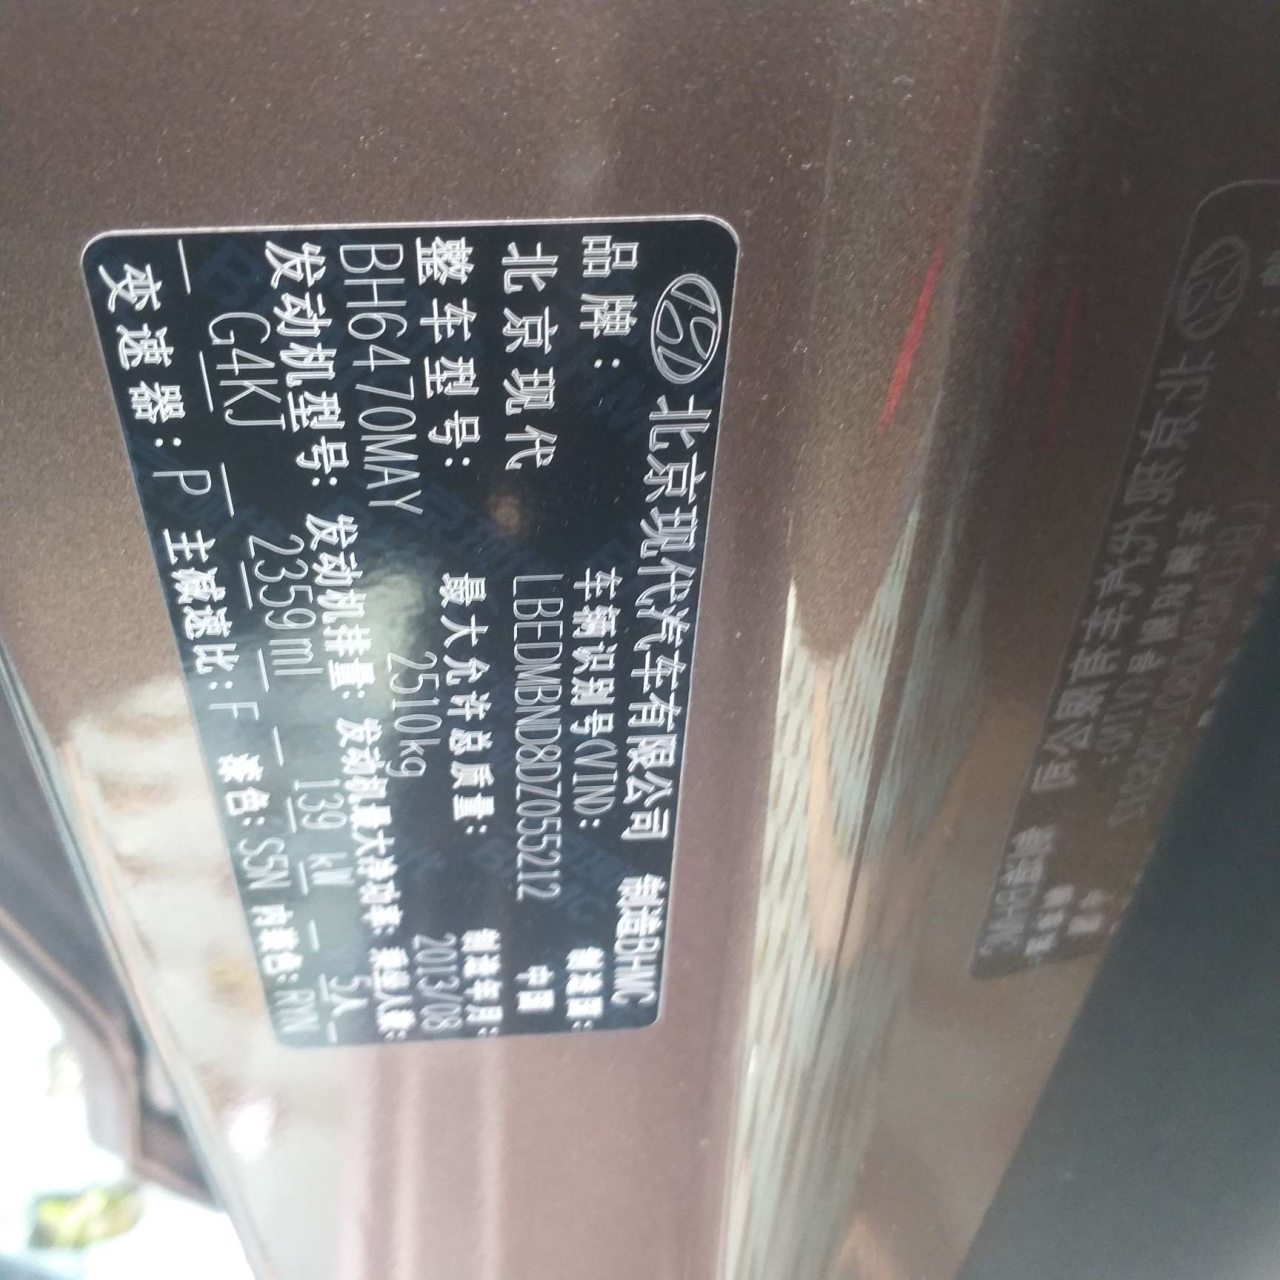 北京现代汽车有限公司 制造BHMC
品牌： 车辆识别号(VIN)： 制造国：
北京现代 LBEDMBND8DZ055212 中国
整车型号： 最大允许总质量： 制造年月：
BH6470MAY 2510kg 2013/08
发动机型号： 发动机排量： 发动机最大净功率： 乘坐人数：
G4KJ 2359ml 139 kW 5人
变速器：P 主减速比：F 漆色：S5N 内装色：RYN